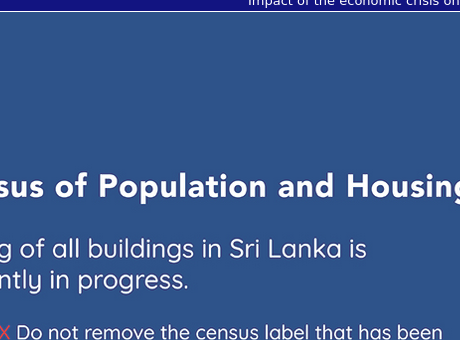 Impact of the economic crisis on
sus of Population and Housing
g of all buildings in Sri Lanka is
ntly in progress.
X Do not remove the census label that has been